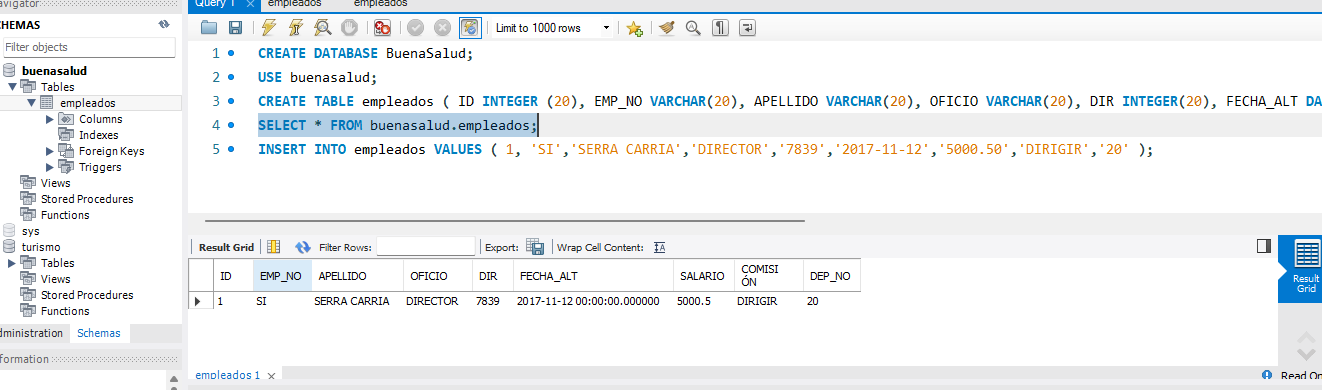 avigator
Query 1 × empleados empleados
CHEMAS
Filter objects
buenasalud
Tables
empleados
Columns
Indexes
Foreign Keys
Triggers
Views
Stored Procedures
Functions
sys
turismo
Tables
Views
Stored Procedures
Functions
dministration Schemas
formation
Limit to 1000 rows
1 CREATE DATABASE BuenaSalud;
2 USE buenasalud;
3 CREATE TABLE empleados ( ID INTEGER (20), EMP_NO VARCHAR(20), APELLIDO VARCHAR(20), OFICIO VARCHAR(20), DIR INTEGER(20), FECHA_ALT DA
4 SELECT * FROM buenasalud.empleados;
5 INSERT INTO empleados VALUES ( 1, 'SI','SERRA CARRIA','DIRECTOR','7839','2017-11-12','5000.50','DIRIGIR','20' );
Result Grid Filter Rows: Export: Wrap Cell Content: IA
ID EMP_NO APELLIDO OFICIO DIR FECHA_ALT SALARIO COMISI
ÓN DEP_NO
1 SI SERRA CARRIA DIRECTOR 7839 2017-11-12 00:00:00.000000 5000.5 DIRIGIR 20
Result
Grid
empleados 1 ×
Read On